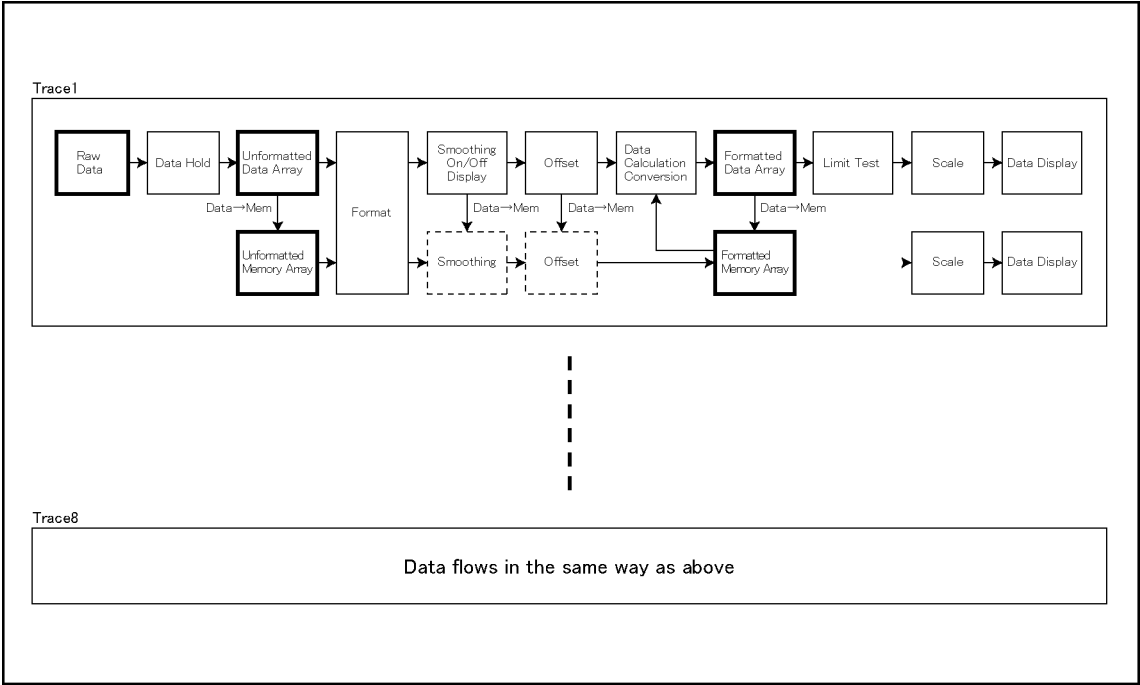 Trace1
Raw
Data
Data Hold
Unformatted
Data Array
Format
Smoothing
On/Off
Display
Offset
Data
Calculation
Conversion
Formatted
Data Array
Limit Test
Scale
Data Display
Data→Mem
Data→Mem
Data→Mem
Data→Mem
Unformatted
Memory Array
Smoothing
Offset
Formatted
Memory Array
Scale
Data Display
Trace8
Data flows in the same way as above